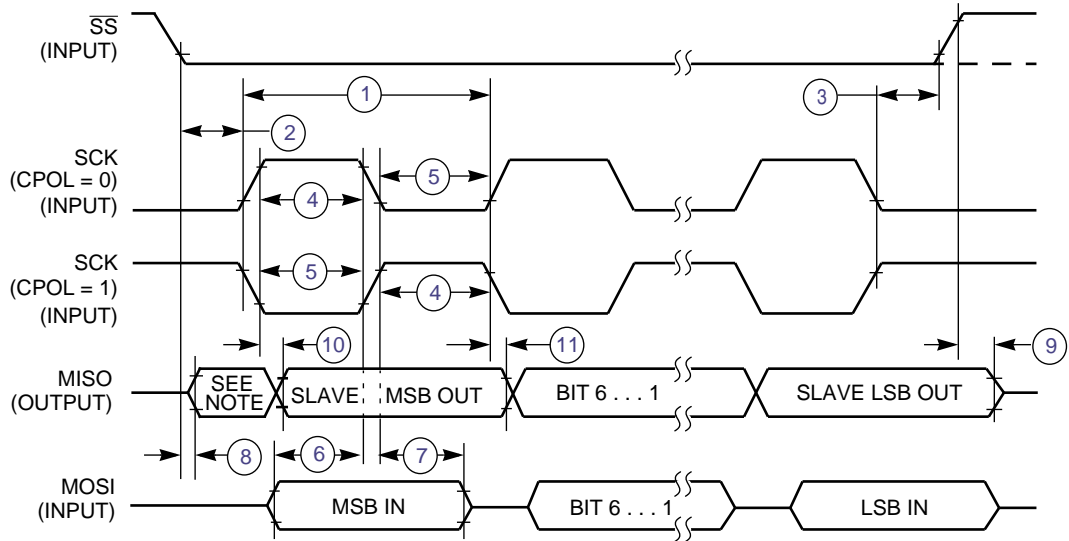 SS
(INPUT)
1
3
2
SCK
(CPOL = 0)
(INPUT)
5
4
SCK
(CPOL = 1)
(INPUT)
5
4
10
11
9
MISO
(OUTPUT)
SEE
NOTE
SLAVE
MSB OUT
BIT 6 . . . 1
SLAVE LSB OUT
8
6
7
MOSI
(INPUT)
MSB IN
BIT 6 . . . 1
LSB IN